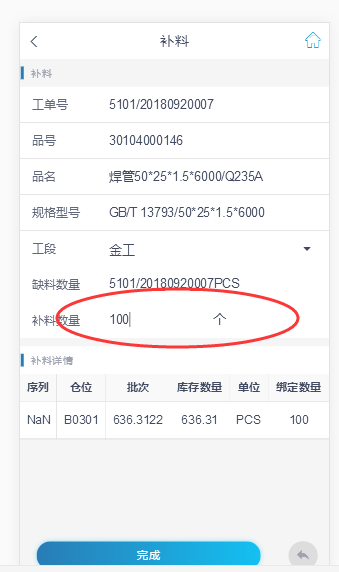 补料
补料
工单号 5101/20180920007
品号 30104000146
品名 焊管50*25*1.5*6000/Q235A
规格型号 GB/T 13793/50*25*1.5*6000
工段 金工
缺料数量 5101/20180920007PCS
补料数量 100 个
补料详情
序列 仓位 批次 库存数量 单位 绑定数量
NaN B0301 636.3122 636.31 PCS 100
完成